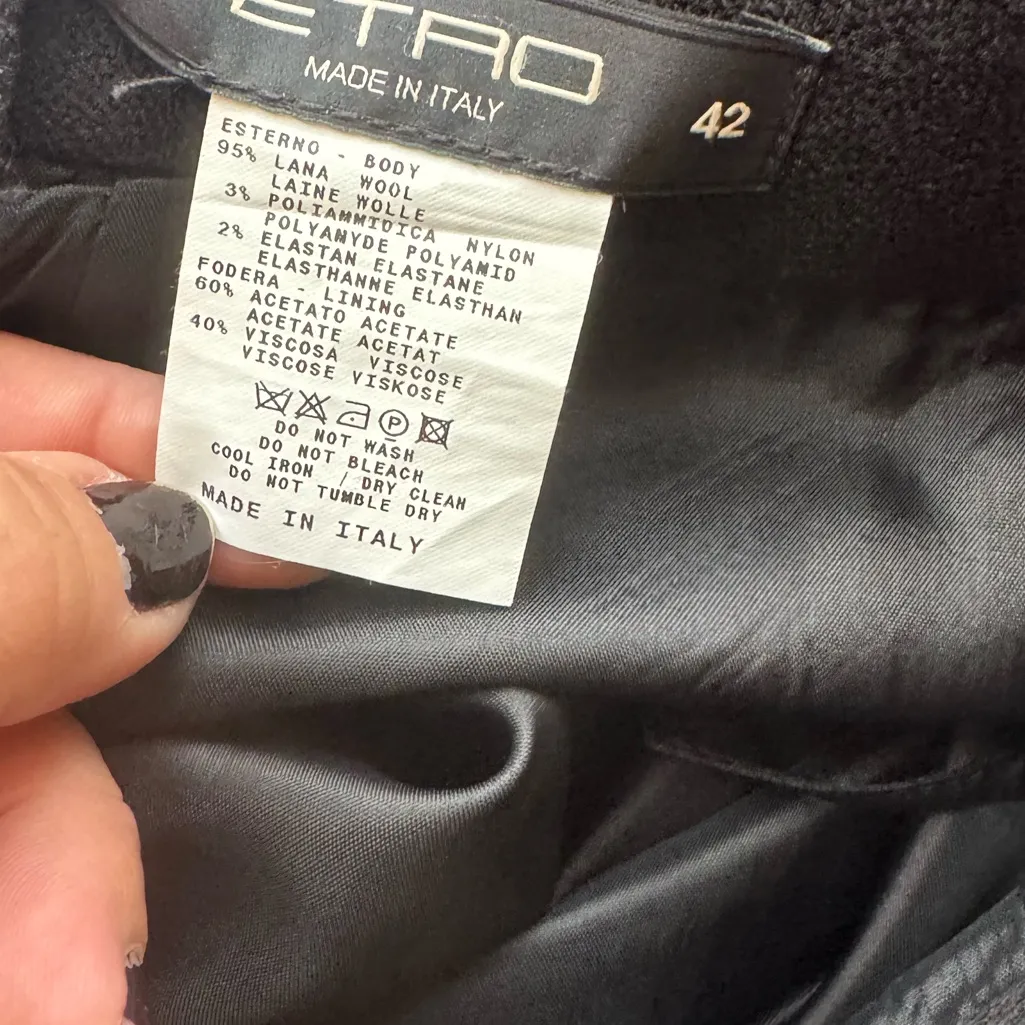 ETRO
MADE IN ITALY
42
ESTERNO - BODY
95% LANA WOOL
LAINE WOLLE
3% POLIAMMIDICA NYLON
POLYAMYDE POLYAMID
2% ELASTAN ELASTANE
ELASTHANNE ELASTHAN
FODERA - LINING
60% ACETATO ACETATE
ACETATE ACETAT
40% VISCOSA VISCOSE
VISCOSE VISKOSE
P
DO NOT WASH
DO NOT BLEACH
COOL IRON / DRY CLEAN
DO NOT TUMBLE DRY
MADE IN ITALY